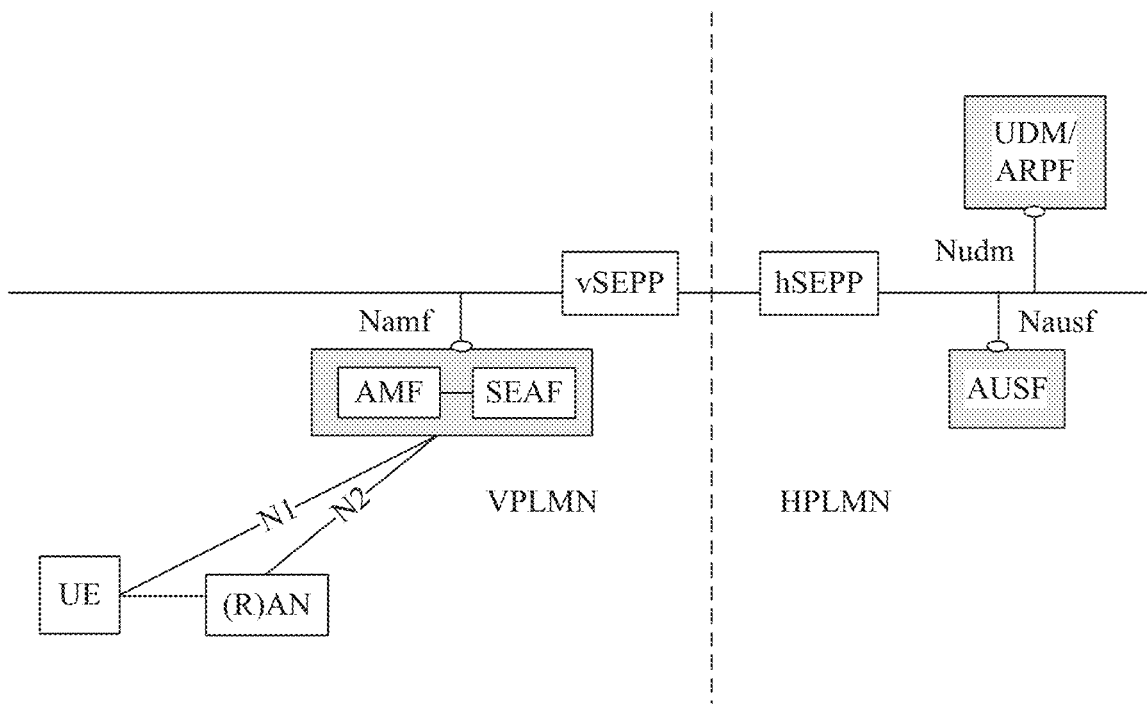 UDM/
ARPF
Nudm
vSEPP
hSEPP
Namf
Nausf
AMF
SEAF
AUSF
N1
N2
VPLMN
HPLMN
UE
(R)AN